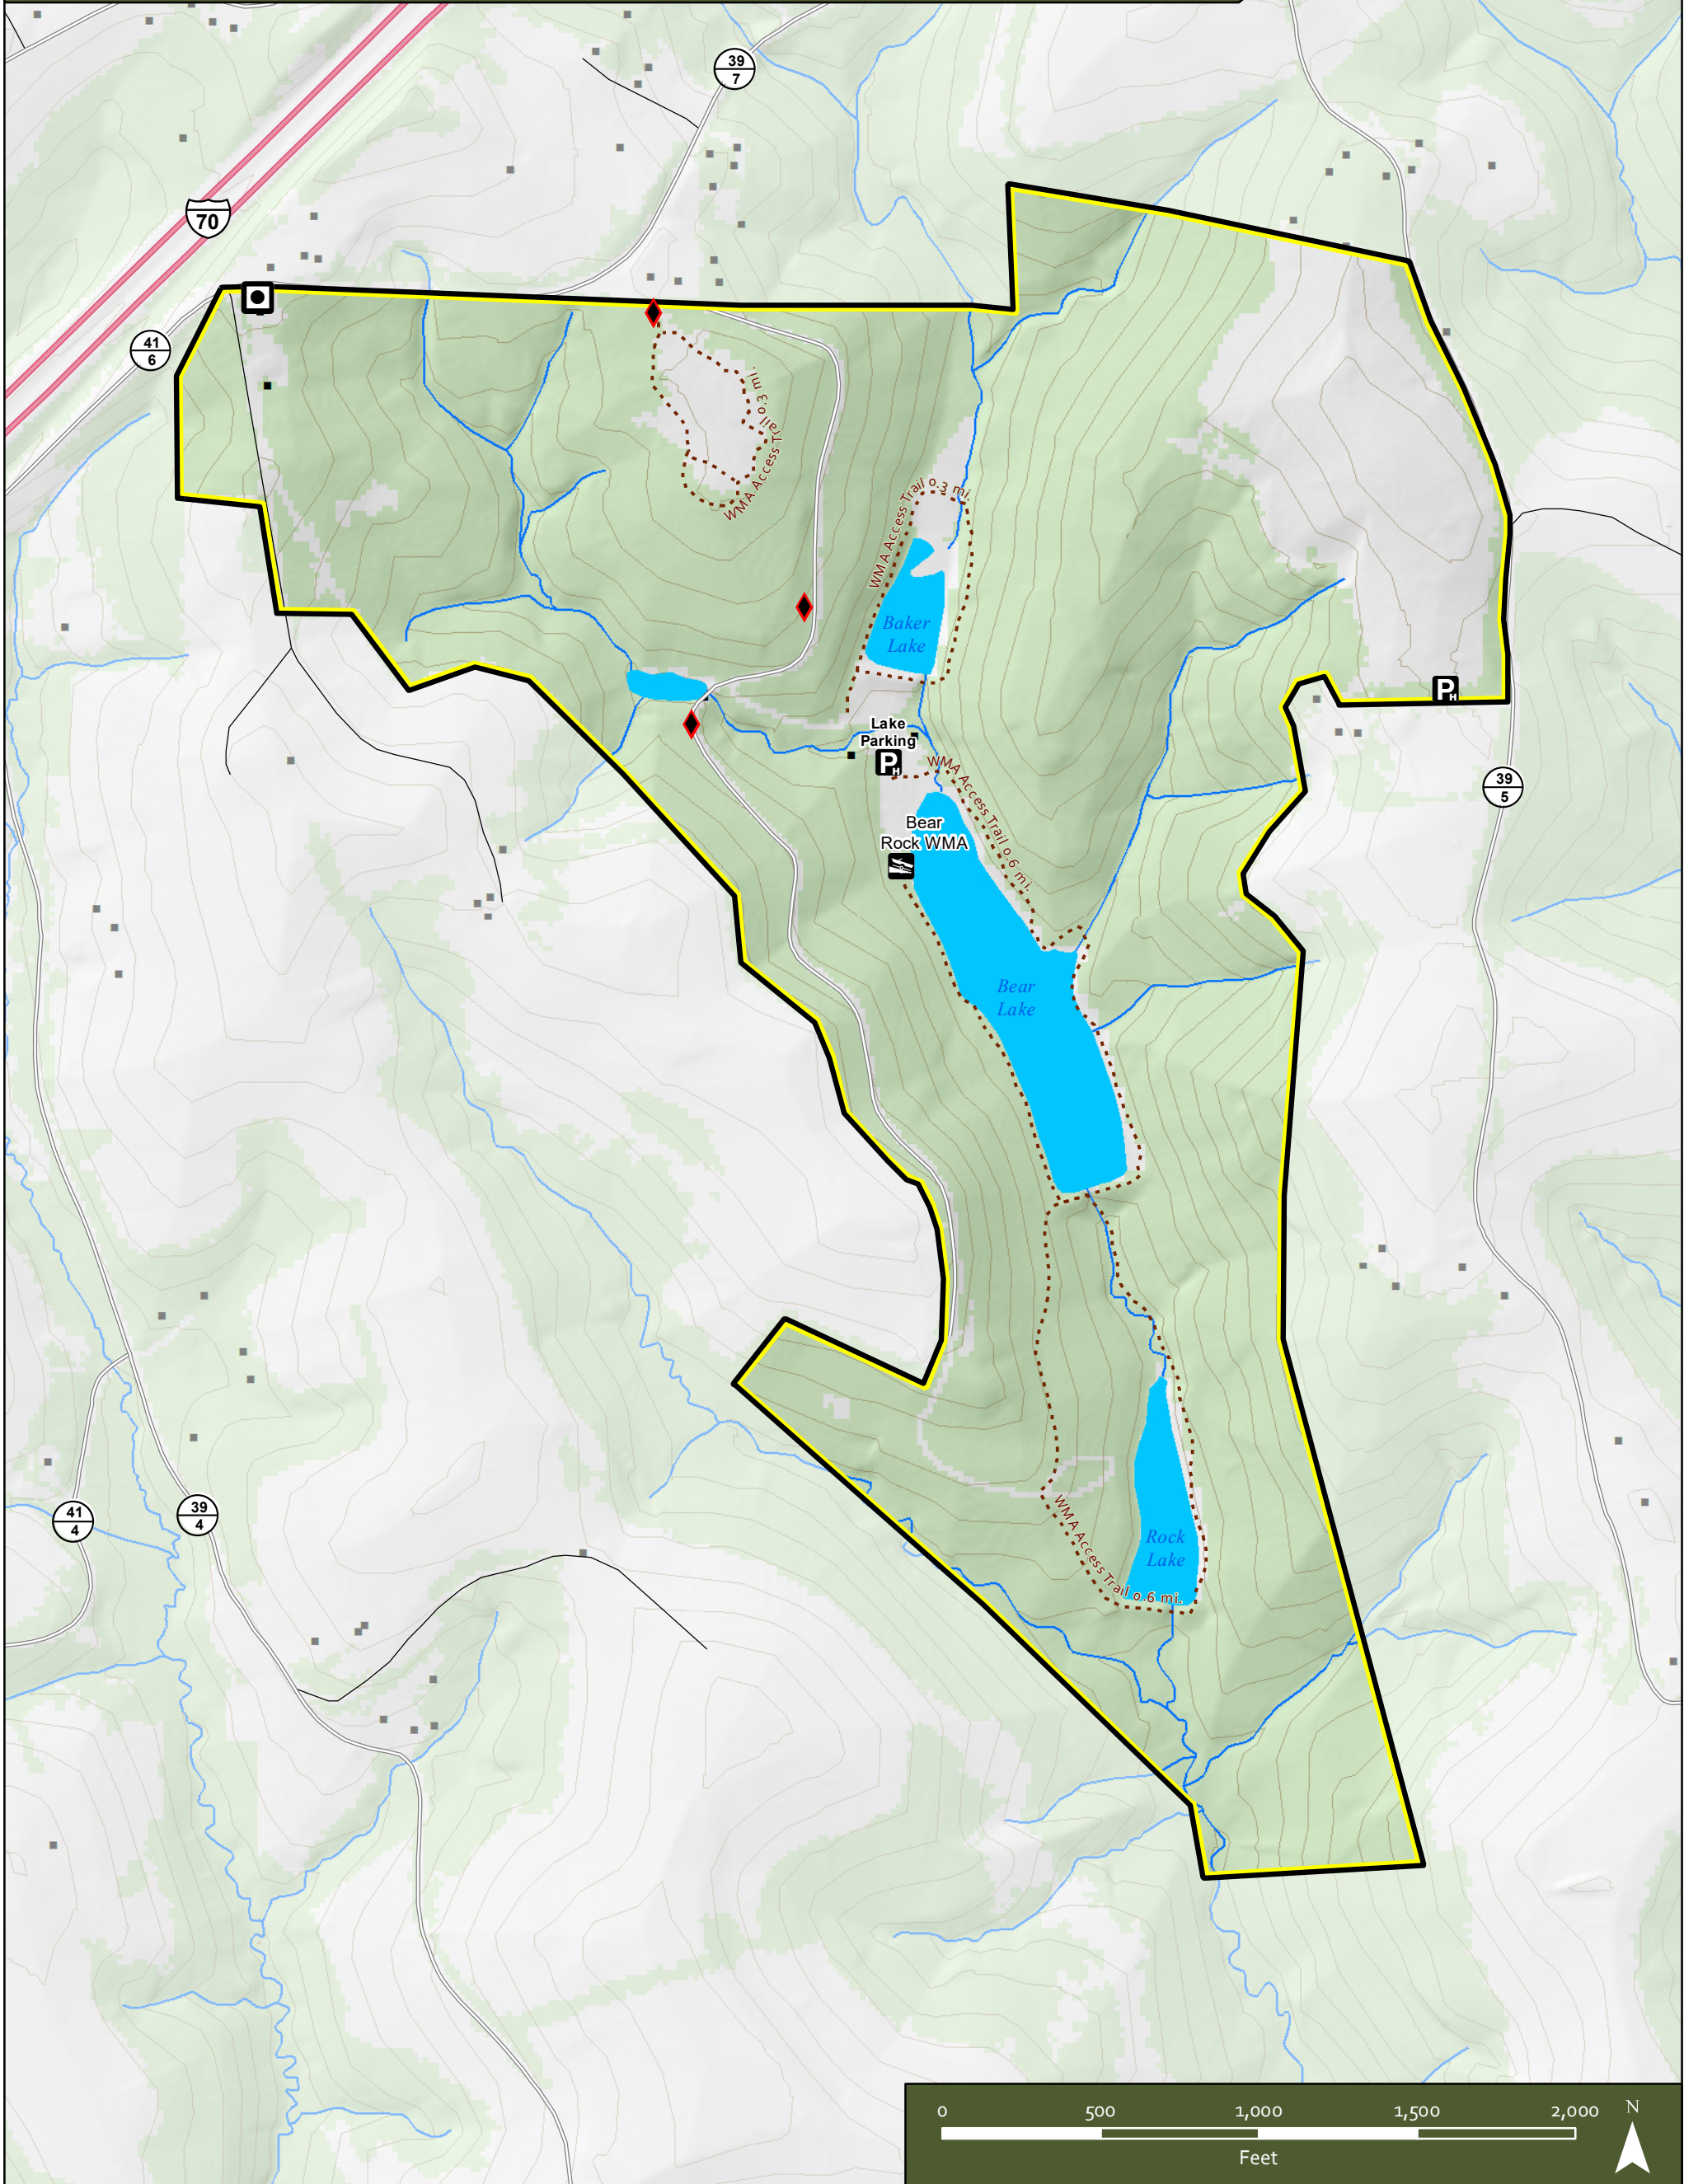 39
7
70
41
6
WMA Access Trail 0.3 mi.
WMA Access Trail 0.3 mi.
Baker
Lake
Lake
Parking
P H
P H
WMA Access Trail 0.6 mi.
Bear
Rock WMA
39
5
Bear
Lake
41
4
39
4
WMA Access Trail 0.6 mi.
Rock
Lake
0 500 1,000 1,500 2,000
Feet
N